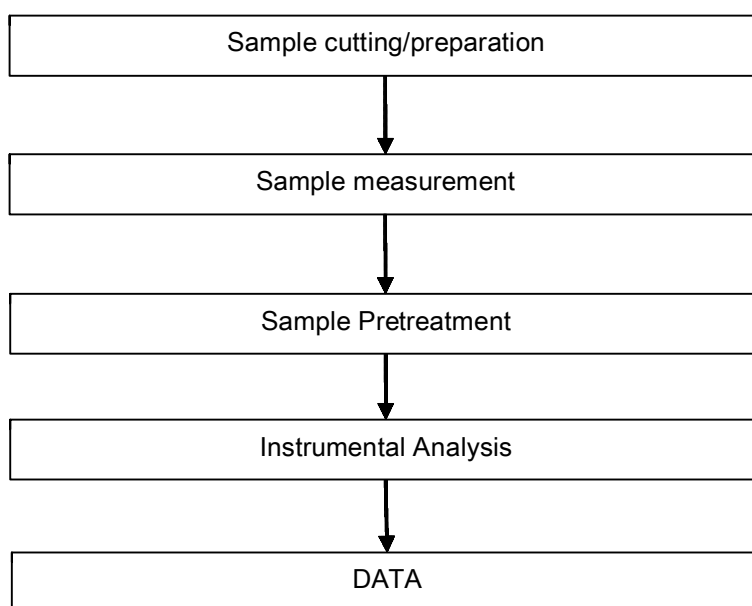 Sample cutting/preparation
Sample measurement
Sample Pretreatment
Instrumental Analysis
DATA